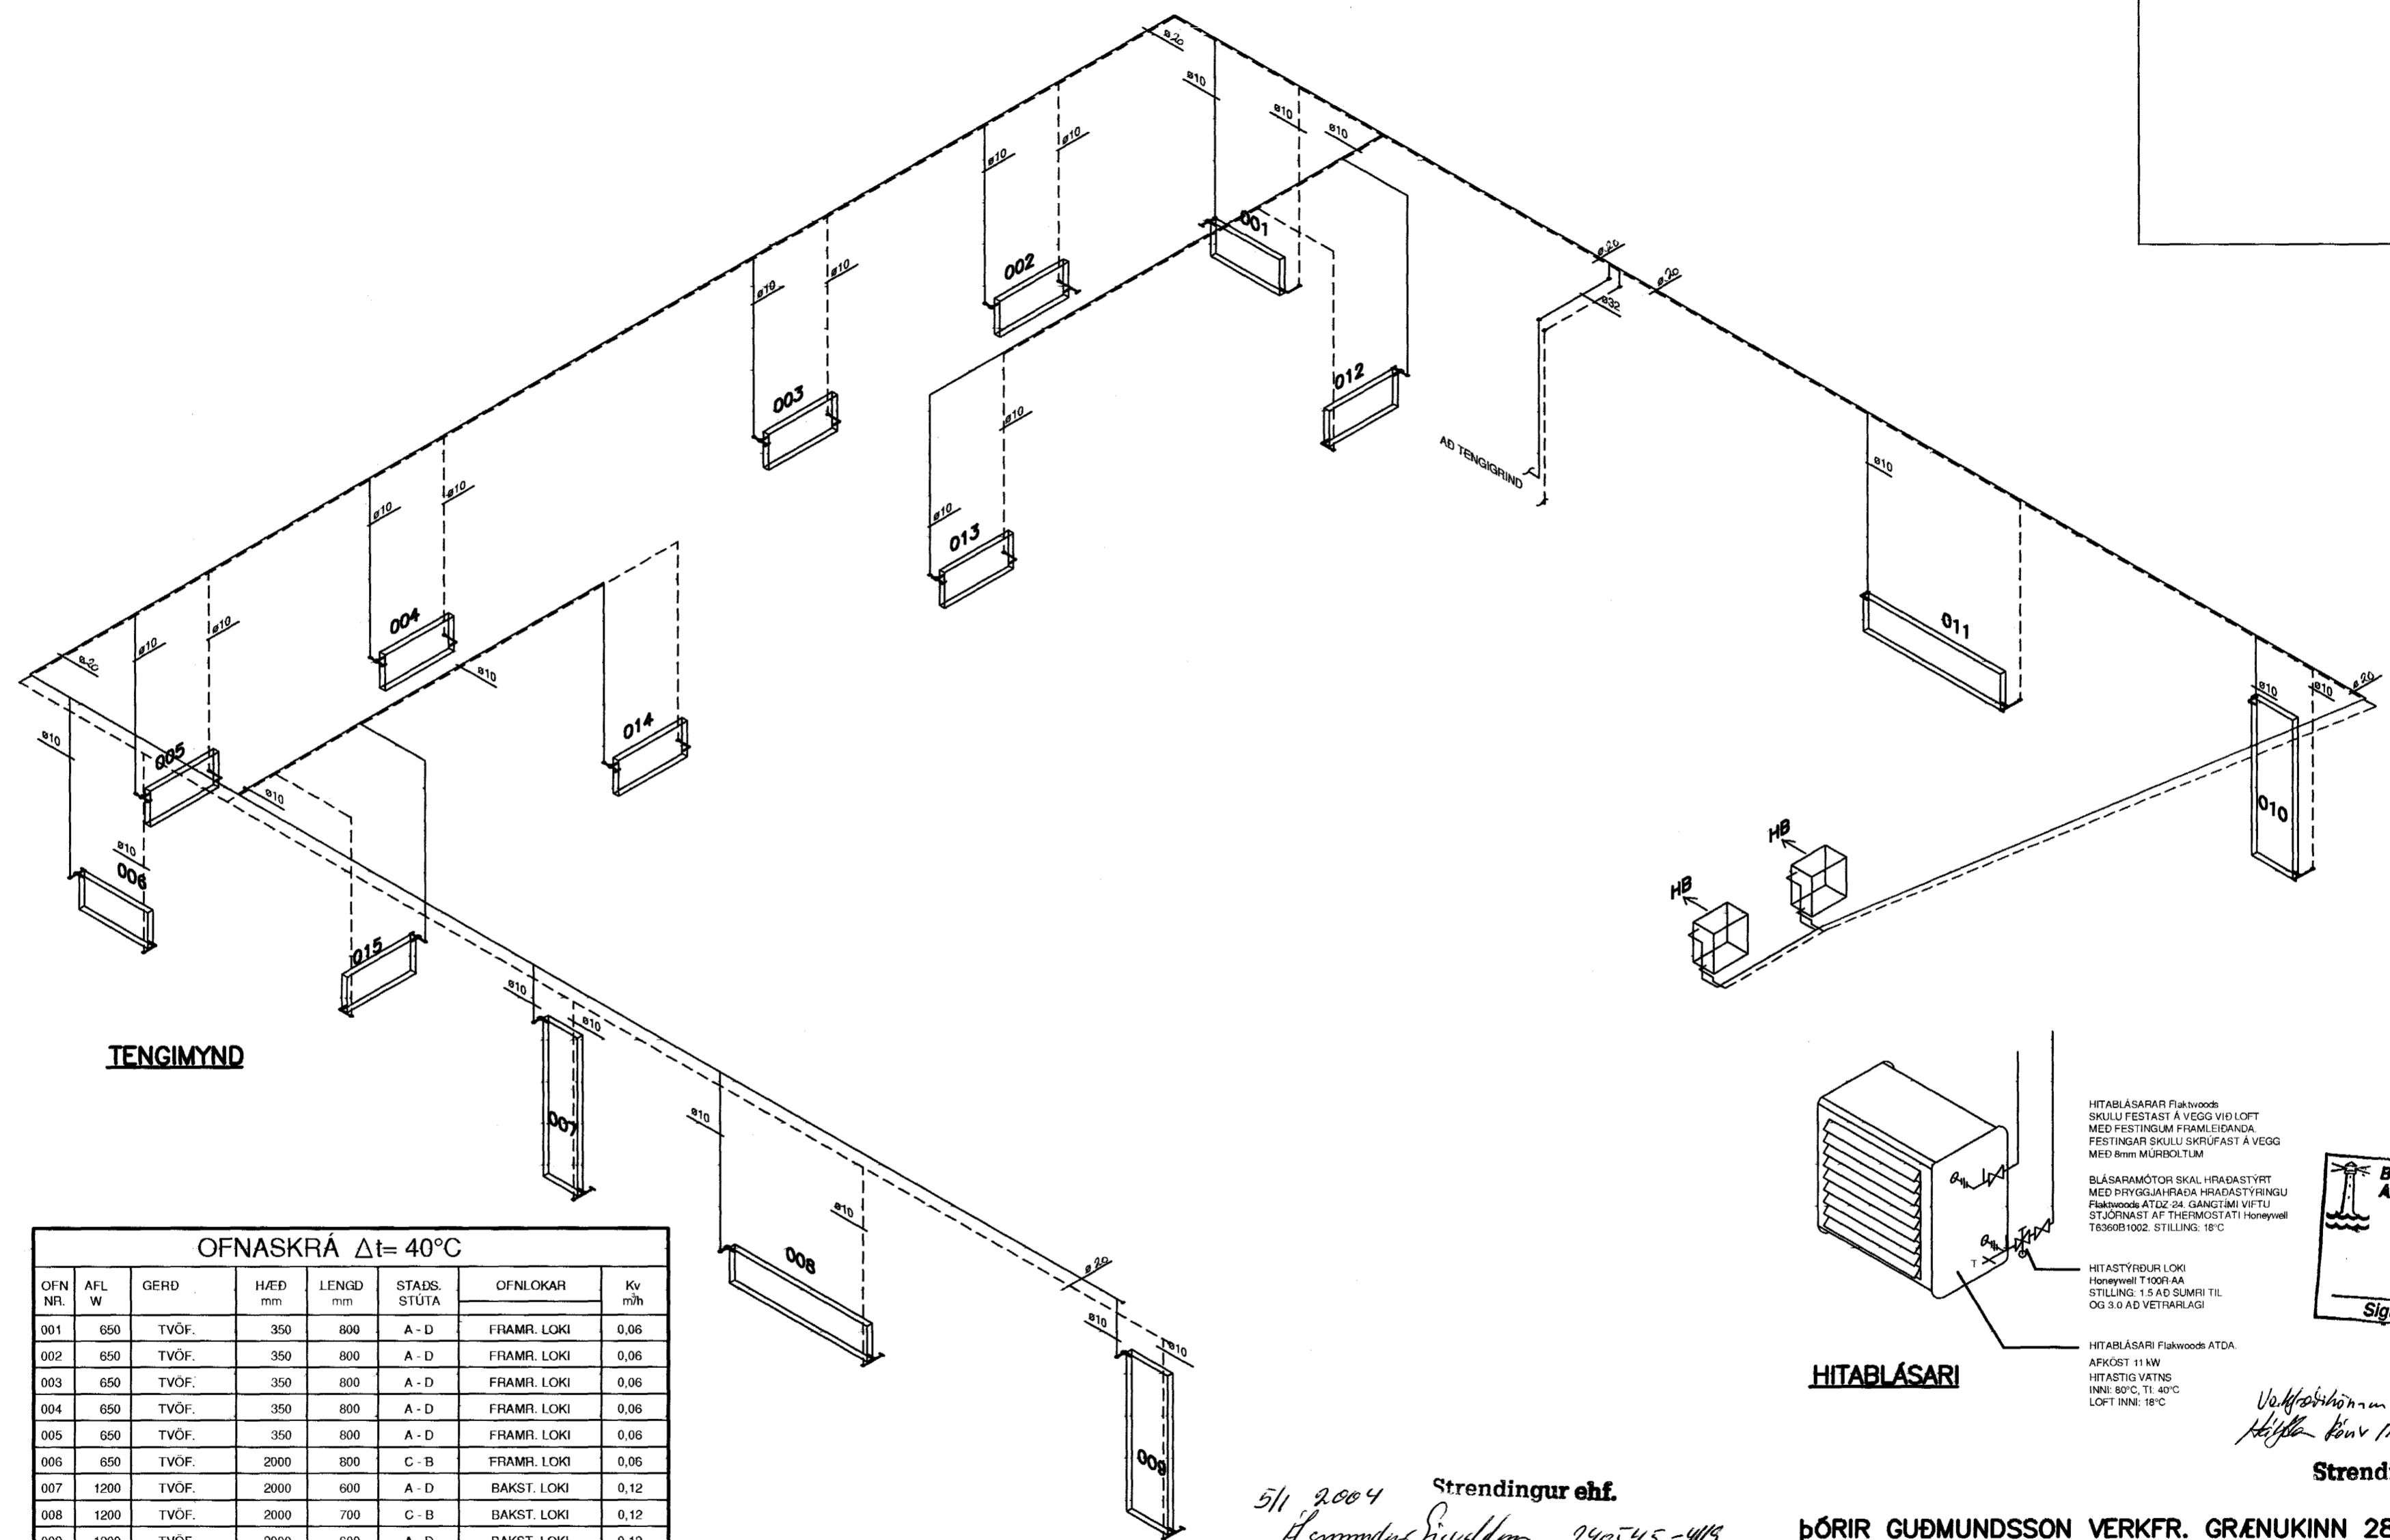 ø20
ø10
ø10
ø10
ø10
ø10
001
ø10
ø10
002
ø20
ø20
ø32
012
003
ø10
ø10
013
AÐ TENGIGRIND
ø10
ø10
ø10
004
ø10
014
011
ø10
ø10
ø20
010
ø20
ø10
ø10
005
ø10
ø10
ø10
006
015
HB
HB
ø10
ø10
007
ø10
008
ø10
ø20
ø10
ø10
009
TENGIMYND
OFNASKRÁ Δt= 40°C
OFN NR. AFL W GERÐ HÆÐ mm LENGD mm STAÐS. STÚTA OFNLOKAR Kv m³/h
001 650 TVÖF. 350 800 A - D FRAMR. LOKI 0,06
002 650 TVÖF. 350 800 A - D FRAMR. LOKI 0,06
003 650 TVÖF. 350 800 A - D FRAMR. LOKI 0,06
004 650 TVÖF. 350 800 A - D FRAMR. LOKI 0,06
005 650 TVÖF. 350 800 A - D FRAMR. LOKI 0,06
006 650 TVÖF. 2000 800 C - B FRAMR. LOKI 0,06
007 1200 TVÖF. 2000 600 A - D BAKST. LOKI 0,12
008 1200 TVÖF. 2000 700 C - B BAKST. LOKI 0,12
HITABLÁSARAR Flaktwoods
SKULU FESTAST Á VEGG VIÐ LOFT
MEÐ FESTINGUM FRAMLEIÐANDA.
FESTINGAR SKULU SKRÚFAST Á VEGG
MEÐ 8mm MÚRBOLTUM
BLÁSARAMÓTOR SKAL HRAÐASTÝRT
MEÐ ÞRYGGJAHRAÐA HRAÐASTÝRINGU
Flaktwoods ATDZ-24. GANGTÍMI VIFTU
STJÓRNAST AF THERMOSTATI Honeywell
T6360B1002. STILLING: 18°C
HITASTÝRÐUR LOKI
Honeywell T100R-AA
STILLING: 1.5 AÐ SUMRI TIL
OG 3.0 AÐ VETRARLAGI
T
HITABLÁSARI Flakwoods ATDA.
AFKÖST 11 kW
HITASTIG VATNS
INNI: 80°C, TI: 40°C
LOFT INNI: 18°C
HITABLÁSARI
5/1 2004
Strendingur ehf.
ÞÓRIR GUÐMUNDSSON VERKFR. GRÆNUKINN 28